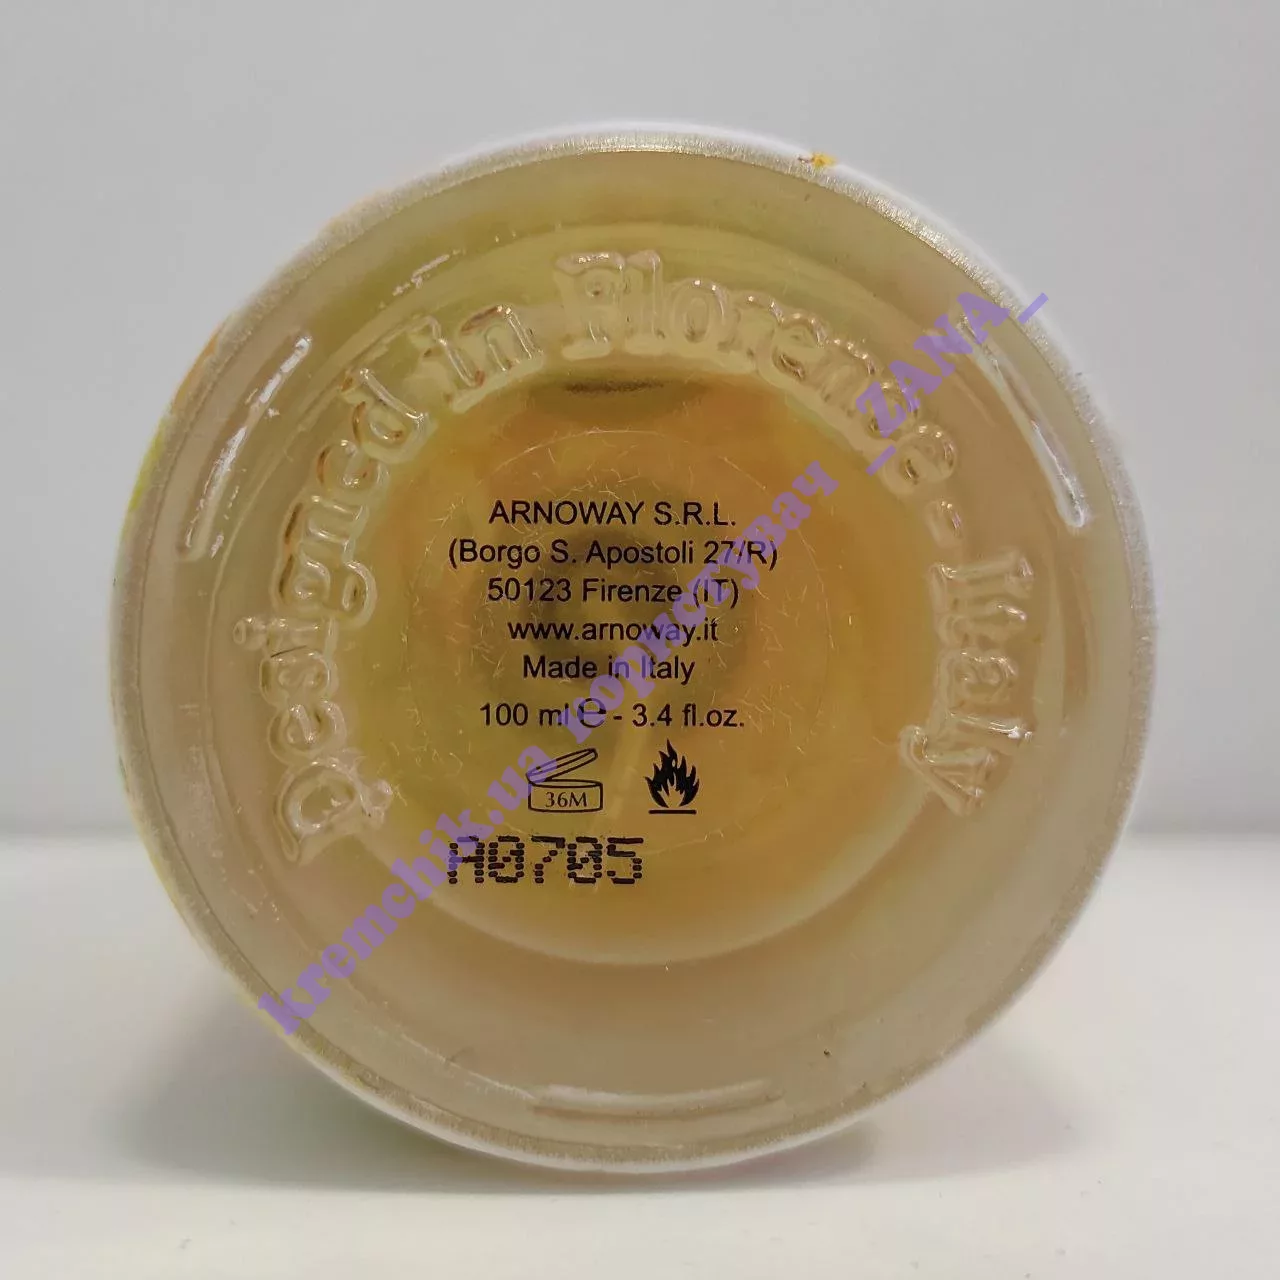 Designed in Florence - Italy
ARNOWAY S.R.L.
(Borgo S. Apostoli 27/R)
50123 Firenze (IT)
www.arnoway.it
Made in Italy
100 ml ℮ - 3.4 fl.oz.
36M
A0705
kremchik.ua користувач _ZANA_